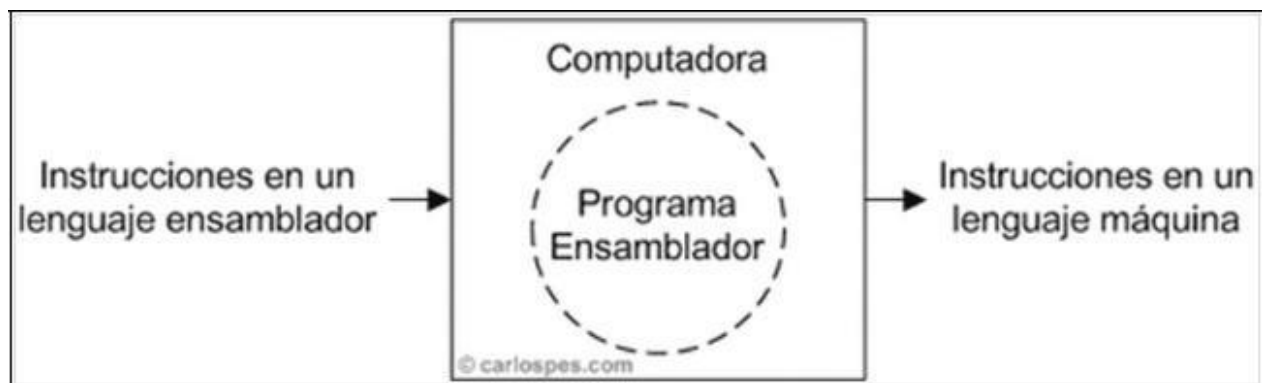 Computadora
Instrucciones en un
lenguaje ensamblador
Programa
Ensamblador
Instrucciones en un
lenguaje máquina
© carlospes.com